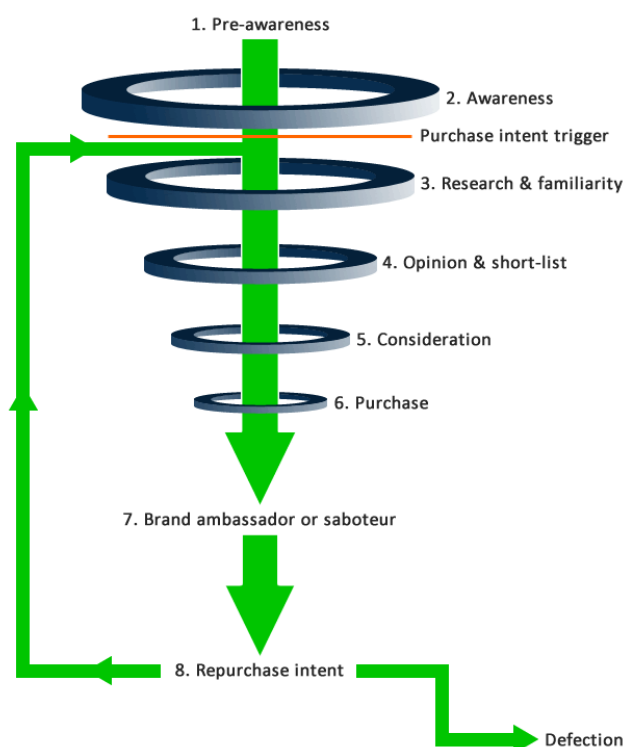 1. Pre-awareness
2. Awareness
Purchase intent trigger
3. Research & familiarity
4. Opinion & short-list
5. Consideration
6. Purchase
7. Brand ambassador or saboteur
8. Repurchase intent
Defection